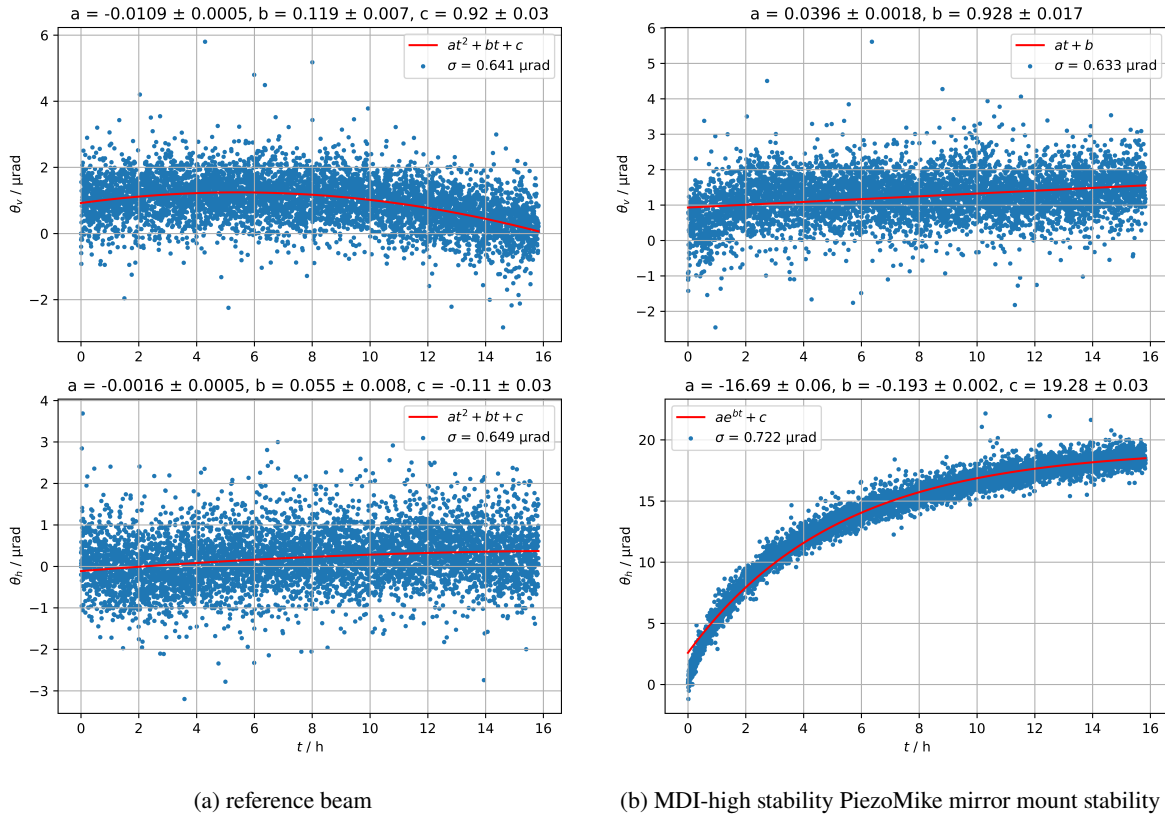 a = -0.0109 ± 0.0005, b = 0.119 ± 0.007, c = 0.92 ± 0.03
6
4
2
0
−2
θv / μrad
at² + bt + c
σ = 0.641 μrad
0 2 4 6 8 10 12 14 16
a = -0.0016 ± 0.0005, b = 0.055 ± 0.008, c = -0.11 ± 0.03
4
3
2
1
0
−1
−2
−3
θh / μrad
at² + bt + c
σ = 0.649 μrad
0 2 4 6 8 10 12 14 16
t / h
(a) reference beam
a = 0.0396 ± 0.0018, b = 0.928 ± 0.017
6
5
4
3
2
1
0
−1
−2
θv / μrad
at + b
σ = 0.633 μrad
0 2 4 6 8 10 12 14 16
a = -16.69 ± 0.06, b = -0.193 ± 0.002, c = 19.28 ± 0.03
20
15
10
5
0
θh / μrad
ae^{bt} + c
σ = 0.722 μrad
0 2 4 6 8 10 12 14 16
t / h
(b) MDI-high stability PiezoMike mirror mount stability